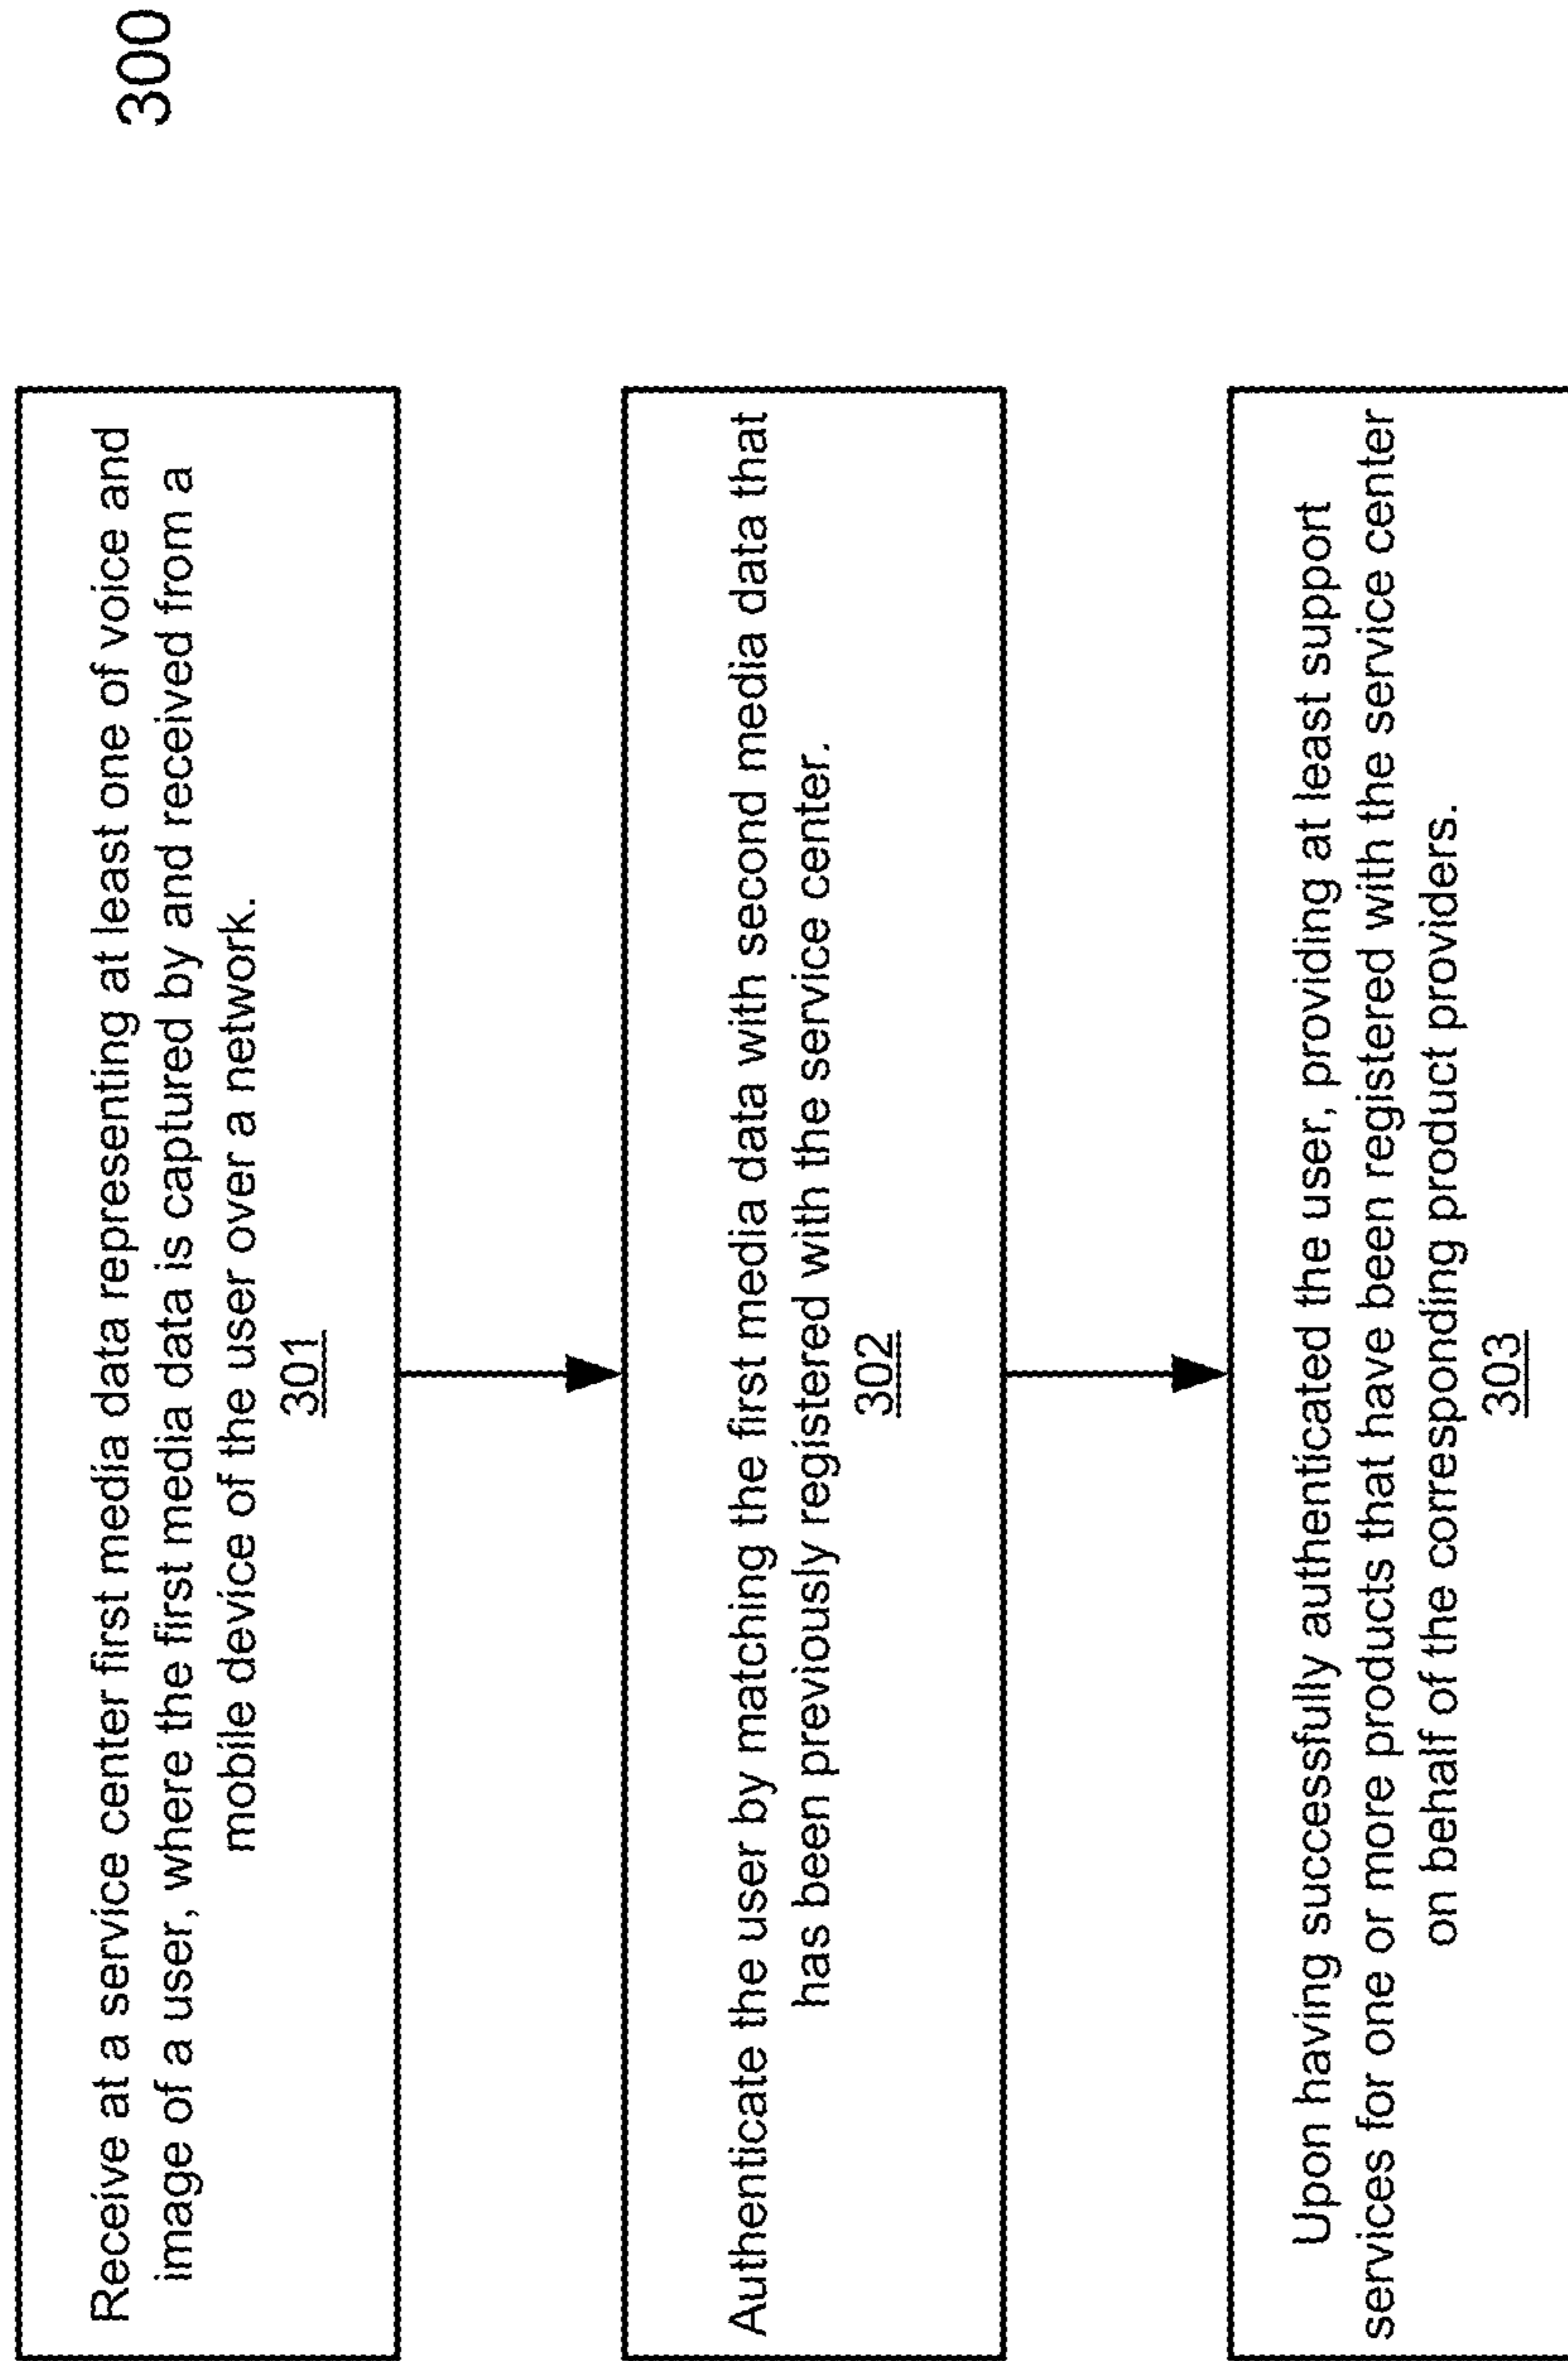 300
Receive at a service center first media data representing at least one of voice and
image of a user, where the first media data is captured by and received from a
mobile device of the user over a network.
301
Authenticate the user by matching the first media data with second media data that
has been previously registered with the service center.
302
Upon having successfully authenticated the user, providing at least support
services for one or more products that have been registered with the service center
on behalf of the corresponding product providers.
303